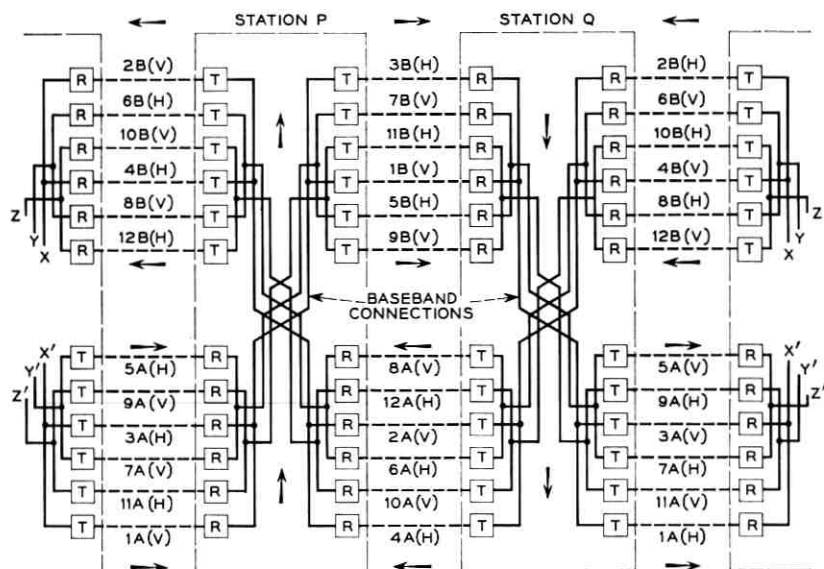 STATION P STATION Q
2B(V) 3B(H) 2B(H)
R T T R R T
6B(H) 7B(V) 6B(V)
R T T R R T
10B(V) 11B(H) 10B(H)
R T T R R T
4B(H) 1B(V) 4B(V)
R T T R R T
8B(V) 5B(H) 8B(H)
R T T R R T
12B(H) 9B(V) 12B(V)
R T T R R T
Z Y X X Y Z
BASEBAND
CONNECTIONS
X' Y' Z' X' Y' Z'
T R R T T R
5A(H) 8A(V) 5A(V)
T R R T T R
9A(V) 12A(H) 9A(H)
T R R T T R
3A(H) 2A(V) 3A(V)
T R R T T R
7A(V) 6A(H) 7A(H)
T R R T T R
11A(H) 10A(V) 11A(V)
T R R T T R
1A(V) 4A(H) 1A(H)